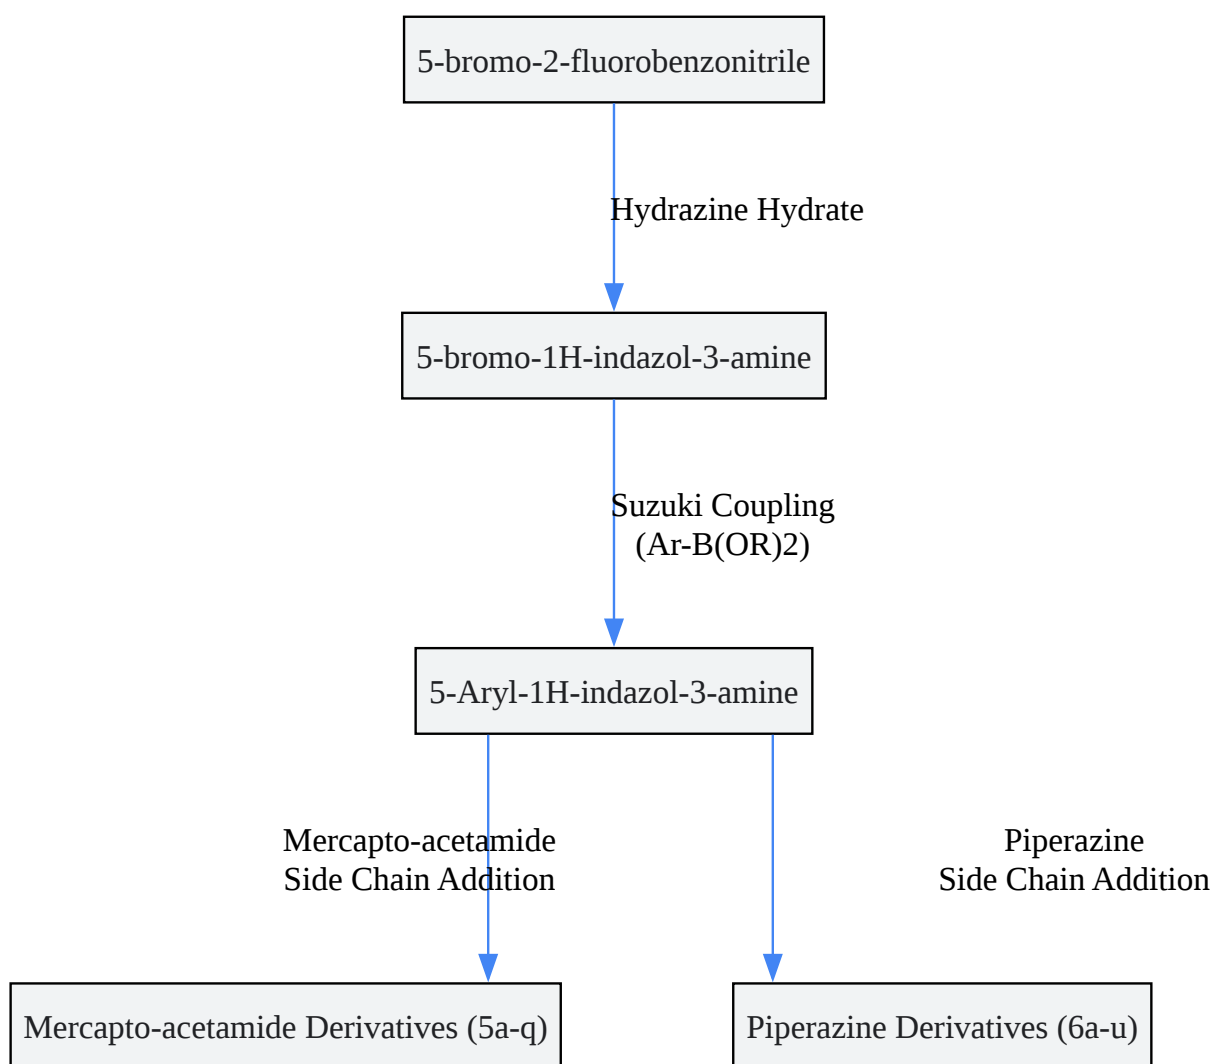 5-bromo-2-fluorobenzonitrile
Hydrazine Hydrate
5-bromo-1H-indazol-3-amine
Suzuki Coupling
(Ar-B(OR)2)
5-Aryl-1H-indazol-3-amine
Mercapto-acetamide
Side Chain Addition
Piperazine
Side Chain Addition
Mercapto-acetamide Derivatives (5a-q)
Piperazine Derivatives (6a-u)